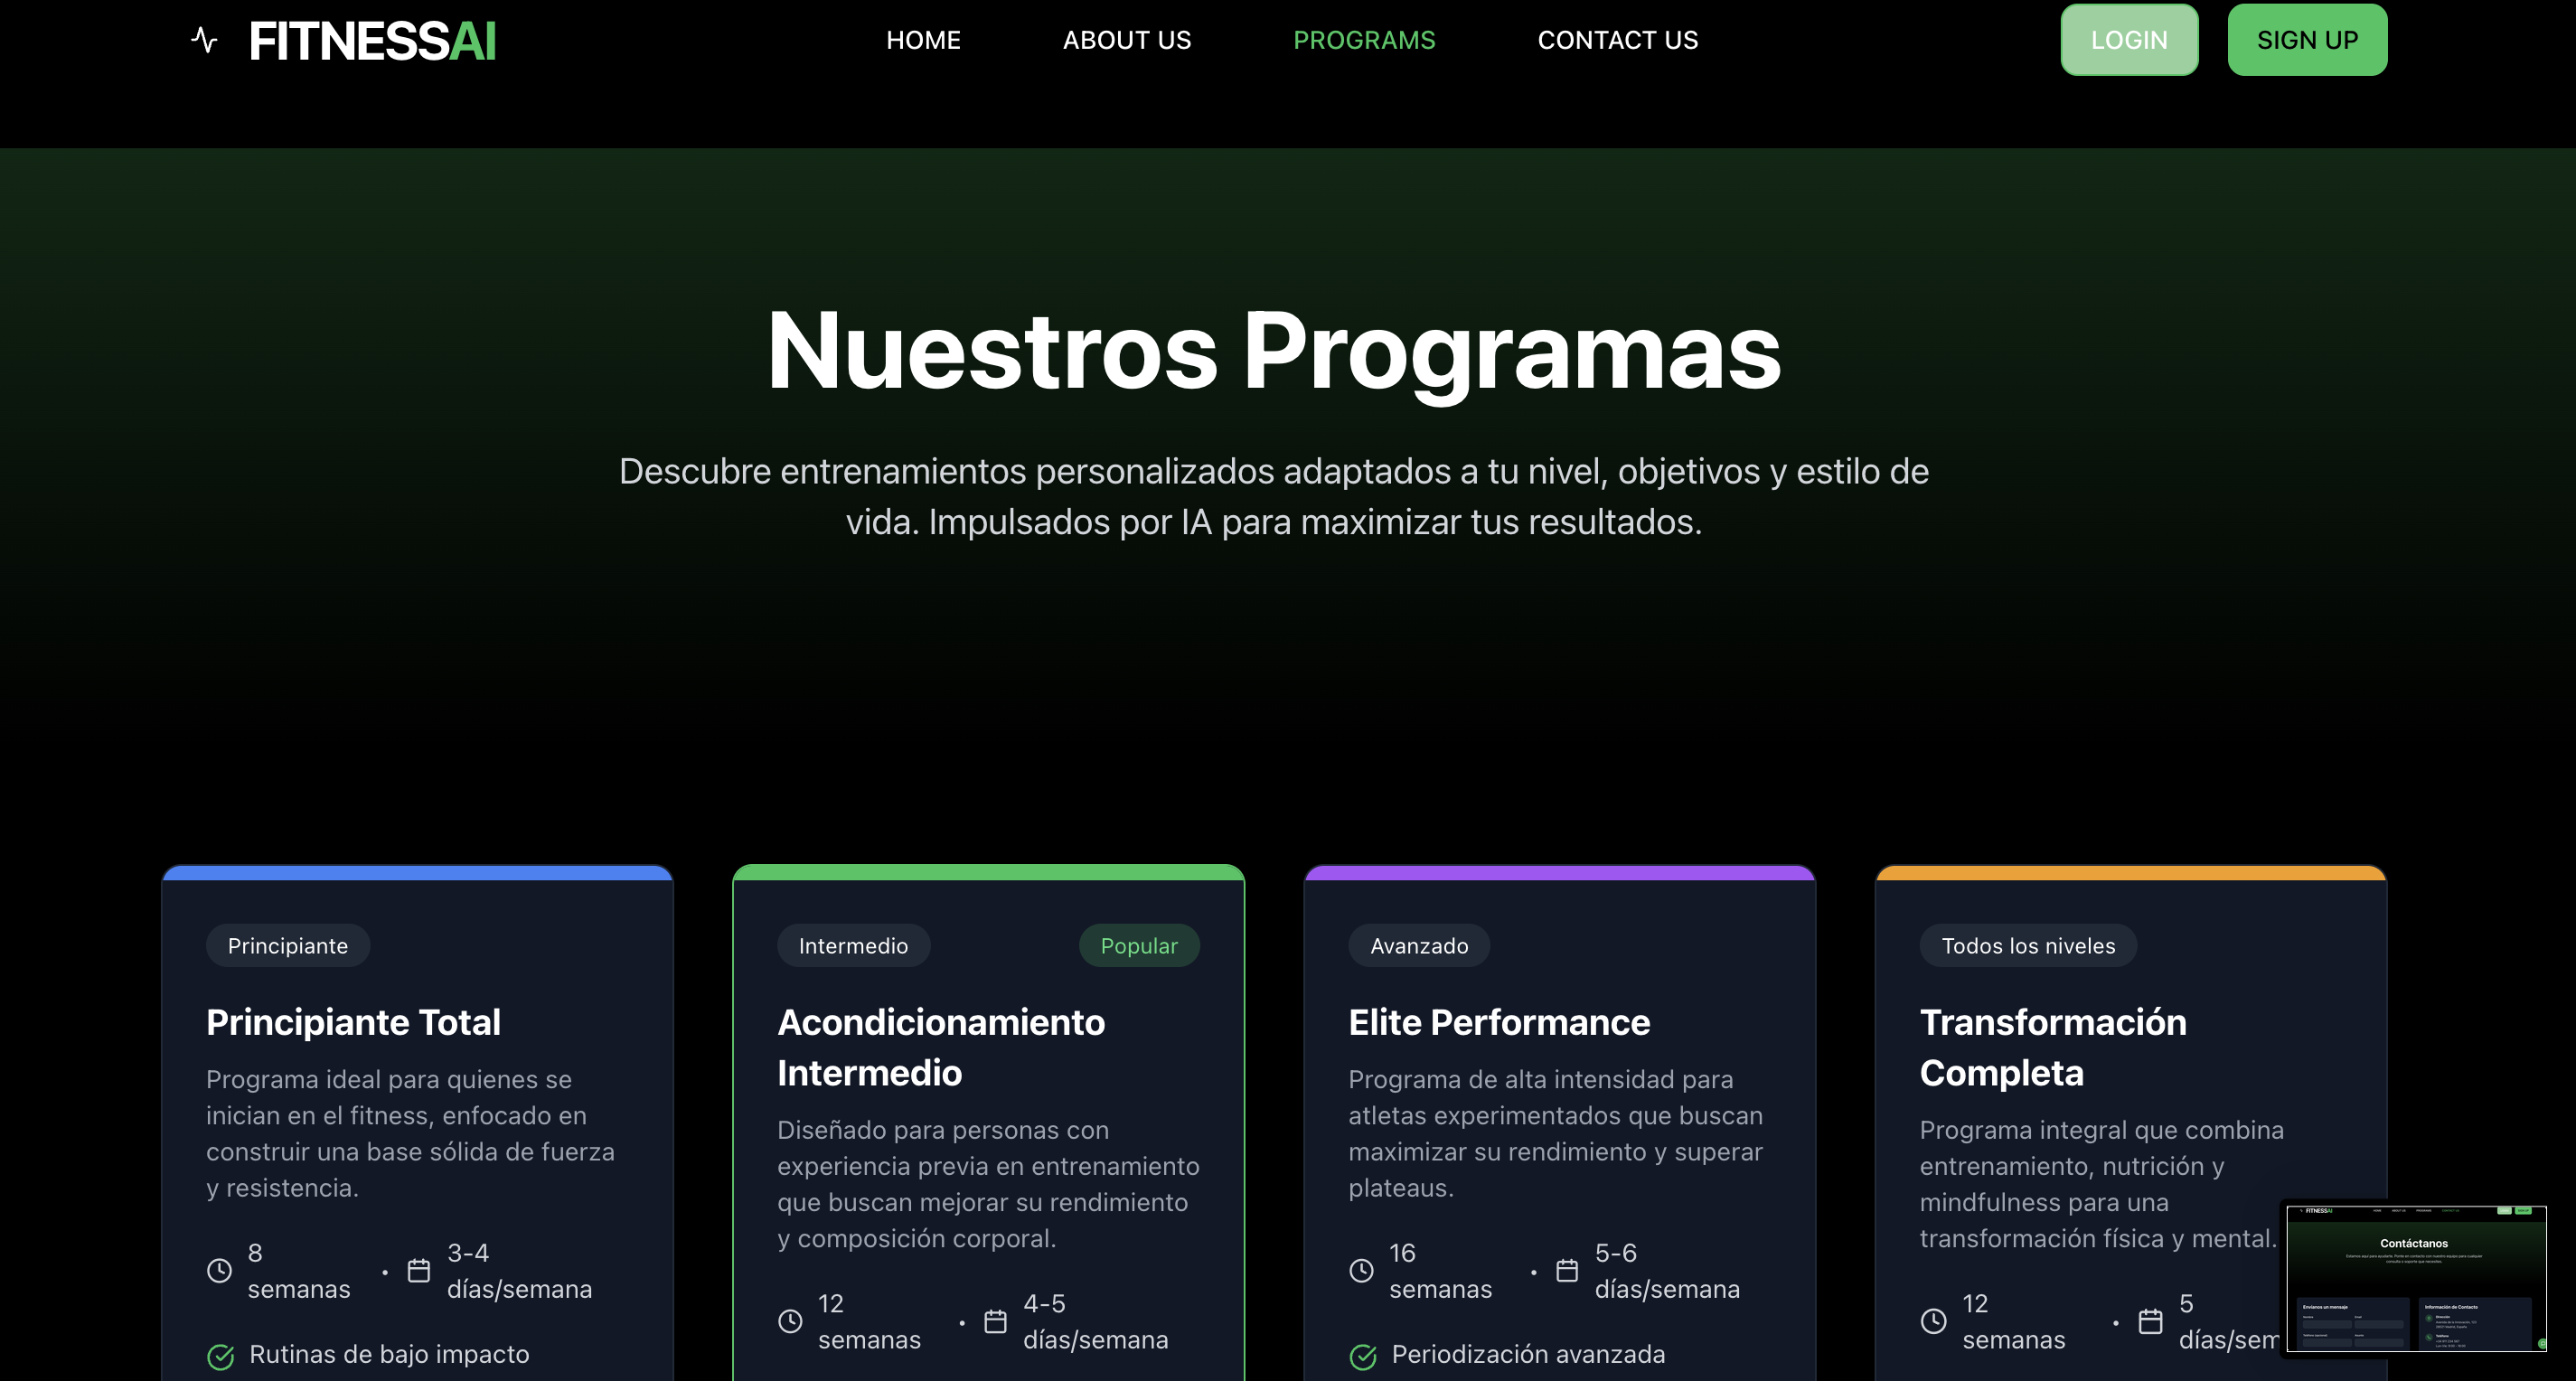 FITNESSAI
HOME
ABOUT US
PROGRAMS
CONTACT US
LOGIN
SIGN UP
Nuestros Programas
Descubre entrenamientos personalizados adaptados a tu nivel, objetivos y estilo de
vida. Impulsados por IA para maximizar tus resultados.
Principiante
Principiante Total
Programa ideal para quienes se
inician en el fitness, enfocado en
construir una base sólida de fuerza
y resistencia.
8
semanas
•
3-4
días/semana
Rutinas de bajo impacto
Intermedio
Popular
Acondicionamiento
Intermedio
Diseñado para personas con
experiencia previa en entrenamiento
que buscan mejorar su rendimiento
y composición corporal.
12
semanas
•
4-5
días/semana
Avanzado
Elite Performance
Programa de alta intensidad para
atletas experimentados que buscan
maximizar su rendimiento y superar
plateaus.
16
semanas
•
5-6
días/semana
Periodización avanzada
Todos los niveles
Transformación
Completa
Programa integral que combina
entrenamiento, nutrición y
mindfulness para una
transformación física y mental.
12
semanas
•
5
días/sem
FITNESSAI
Contáctanos
Envíanos un mensaje
Información de Contacto